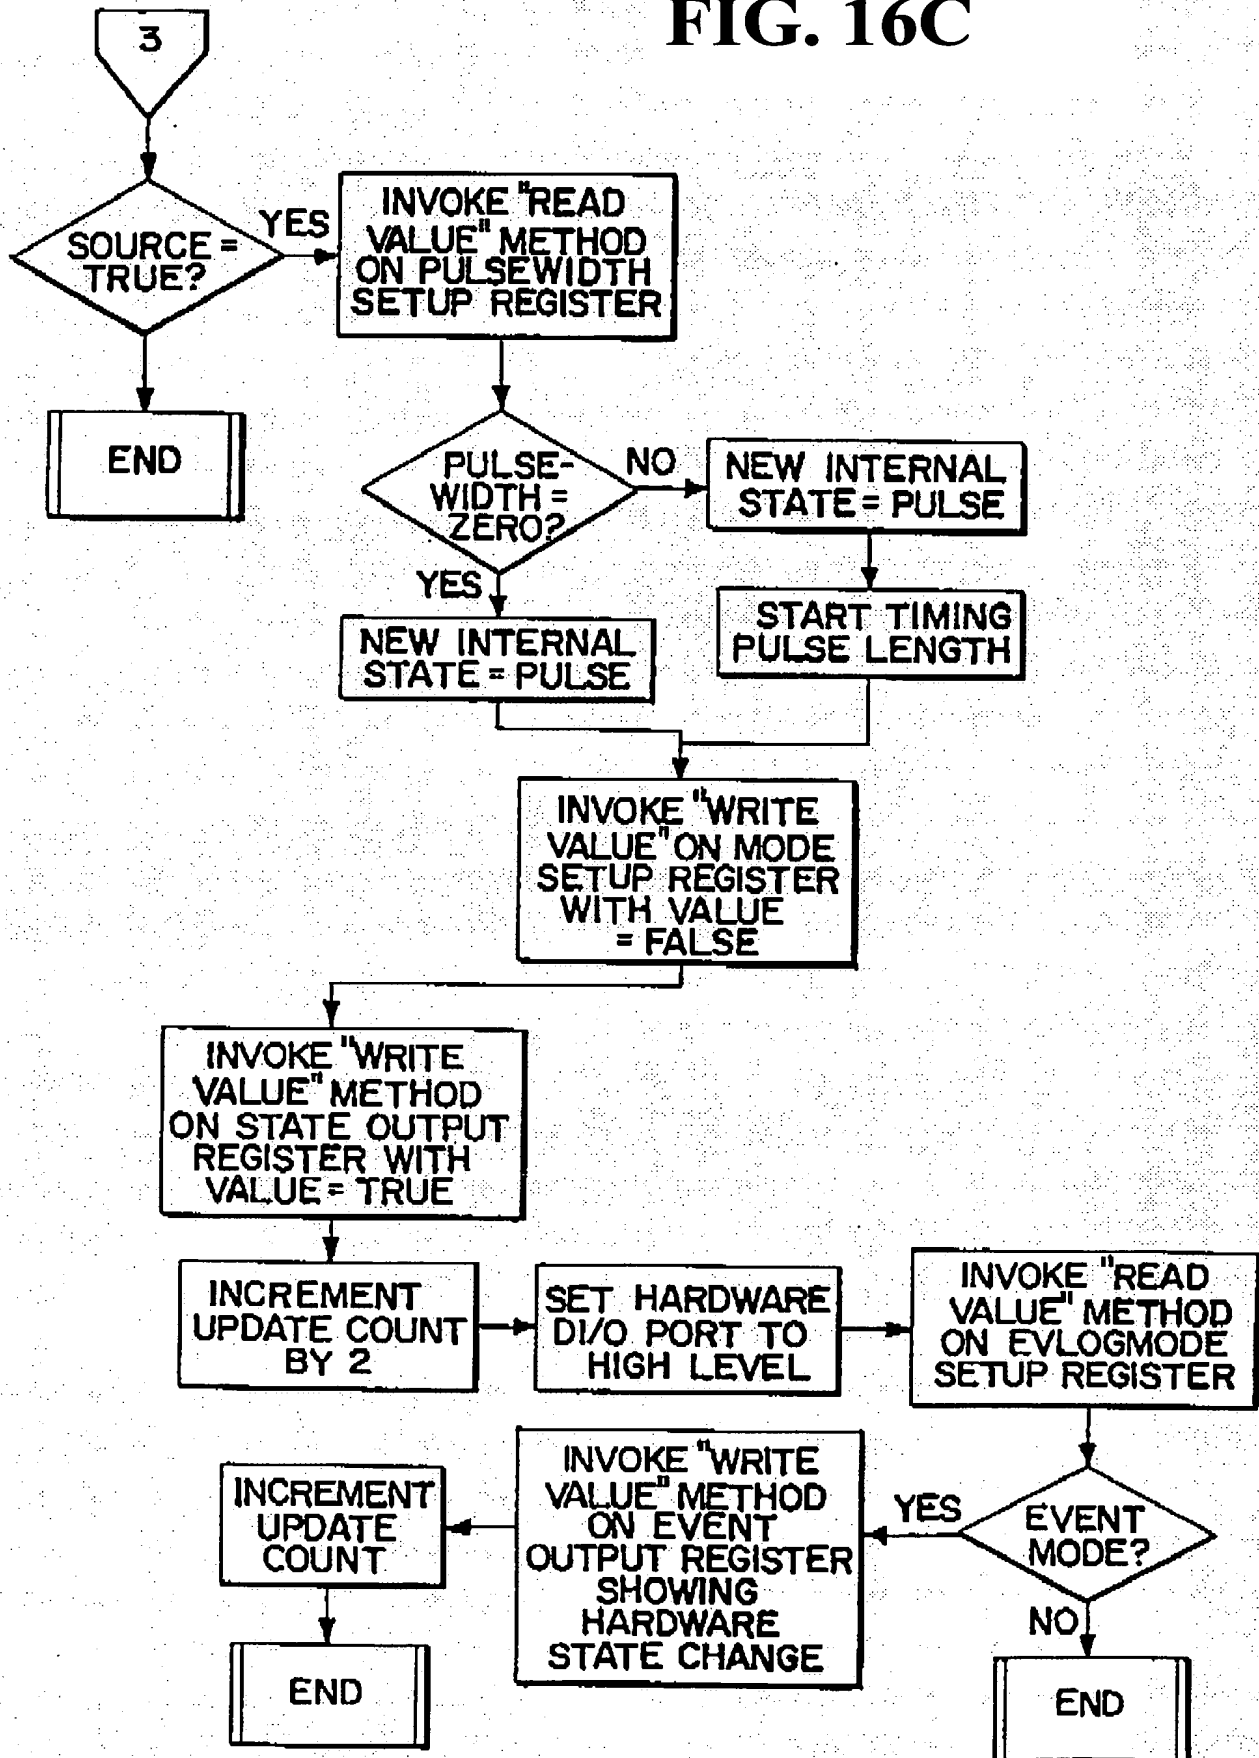 FIG. 16C
3
SOURCE =
TRUE?
YES
INVOKE "READ
VALUE" METHOD
ON PULSEWIDTH
SETUP REGISTER
END
PULSE-
WIDTH =
ZERO?
NO
NEW INTERNAL
STATE = PULSE
YES
NEW INTERNAL
STATE = PULSE
START TIMING
PULSE LENGTH
INVOKE "WRITE
VALUE" ON MODE
SETUP REGISTER
WITH VALUE
= FALSE
INVOKE "WRITE
VALUE" METHOD
ON STATE OUTPUT
REGISTER WITH
VALUE = TRUE
INCREMENT
UPDATE COUNT
BY 2
SET HARDWARE
DI/O PORT TO
HIGH LEVEL
INVOKE "READ
VALUE" METHOD
ON EVLOGMODE
SETUP REGISTER
EVENT
MODE?
YES
INVOKE "WRITE
VALUE" METHOD
ON EVENT
OUTPUT REGISTER
SHOWING
HARDWARE
STATE CHANGE
INCREMENT
UPDATE
COUNT
END
NO
END